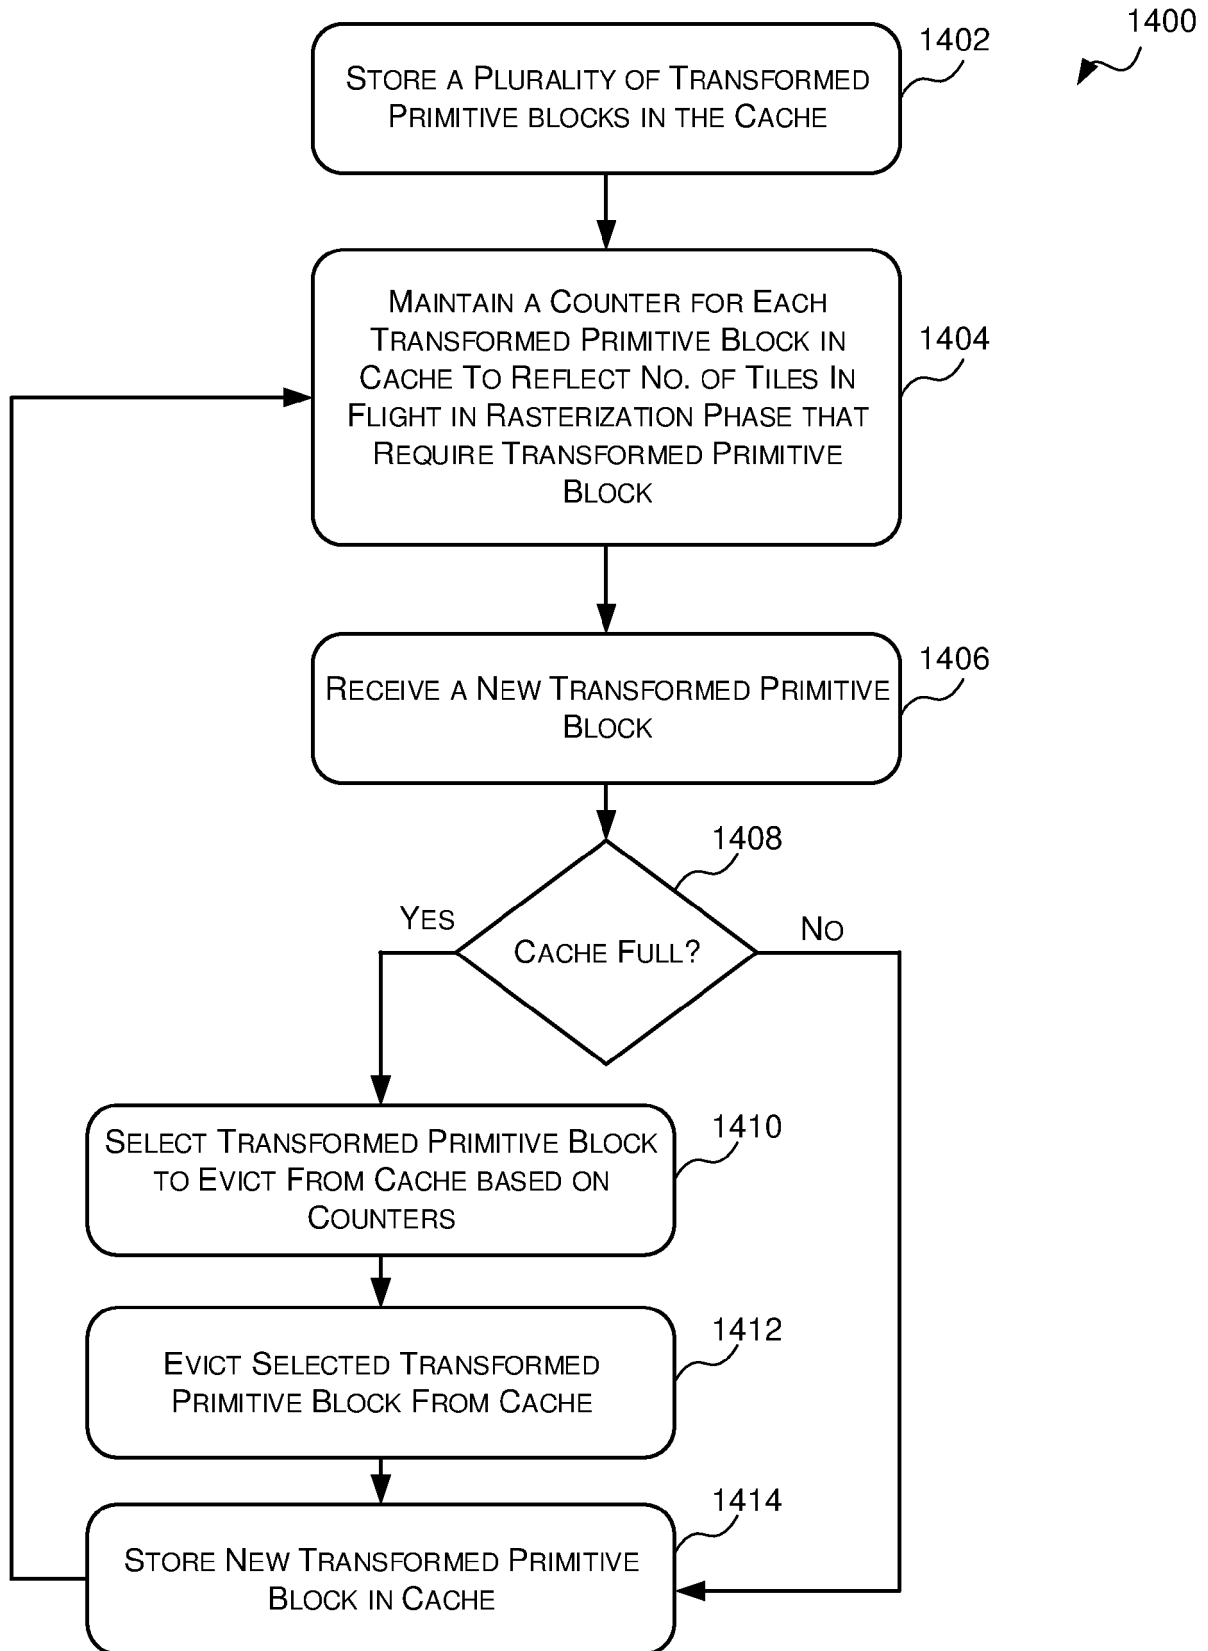 1400
1402
STORE A PLURALITY OF TRANSFORMED
PRIMITIVE BLOCKS IN THE CACHE
MAINTAIN A COUNTER FOR EACH
TRANSFORMED PRIMITIVE BLOCK IN
CACHE TO REFLECT NO. OF TILES IN
FLIGHT IN RASTERIZATION PHASE THAT
REQUIRE TRANSFORMED PRIMITIVE
BLOCK
1404
RECEIVE A NEW TRANSFORMED PRIMITIVE
BLOCK
1406
1408
CACHE FULL?
YES
NO
SELECT TRANSFORMED PRIMITIVE BLOCK
TO EVICT FROM CACHE BASED ON
COUNTERS
1410
EVICT SELECTED TRANSFORMED
PRIMITIVE BLOCK FROM CACHE
1412
STORE NEW TRANSFORMED PRIMITIVE
BLOCK IN CACHE
1414